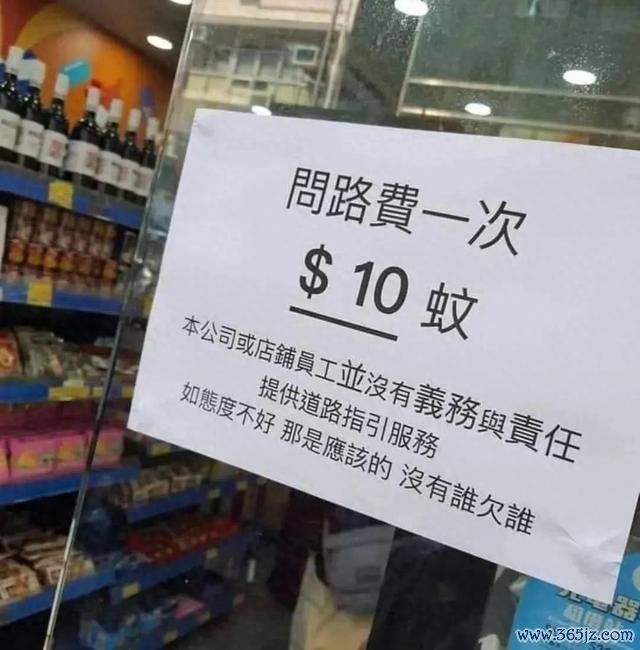 問路費一次
$ 10 蚊
本公司或店鋪員工並沒有義務與責任
提供道路指引服務
如態度不好 那是應該的 沒有誰欠誰
www.365jz.com